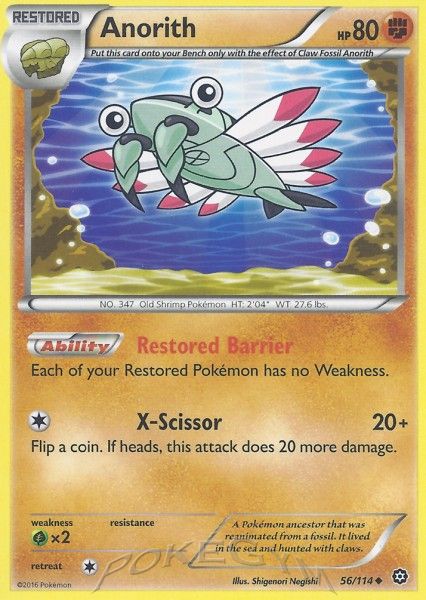 RESTORED
Anorith
HP 80
Put this card onto your Bench only with the effect of Claw Fossil Anorith
NO. 347 Old Shrimp Pokémon HT: 2'04" WT: 27.6 lbs.
Ability Restored Barrier
Each of your Restored Pokémon has no Weakness.
X-Scissor 20+
Flip a coin. If heads, this attack does 20 more damage.
weakness resistance
×2
retreat
A Pokémon ancestor that was
reanimated from a fossil. It lived
in the sea and hunted with claws.
POKEGYM
©2016 Pokémon Illus. Shigenori Negishi 56/114